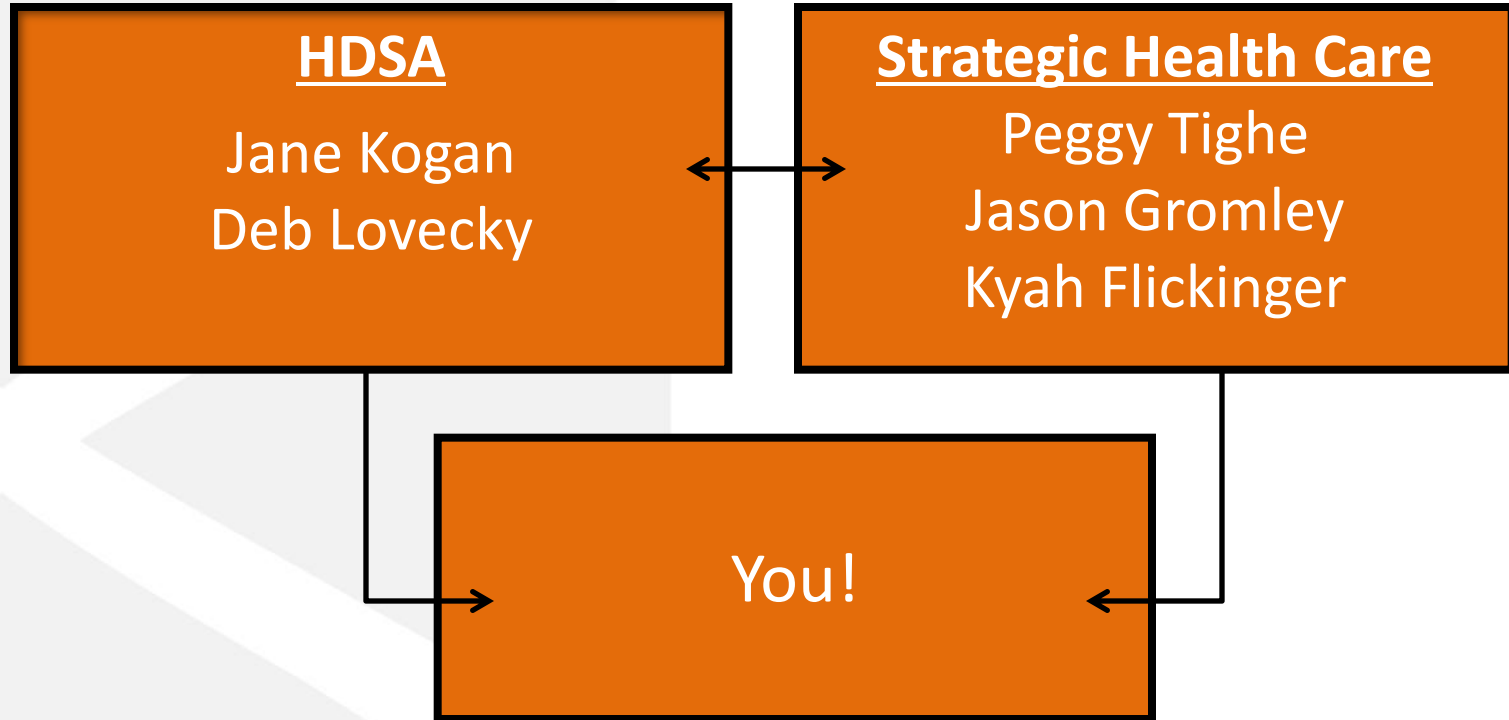 HDSA
Jane Kogan
Deb Lovecky
Strategic Health Care
Peggy Tighe
Jason Gromley
Kyah Flickinger
You!